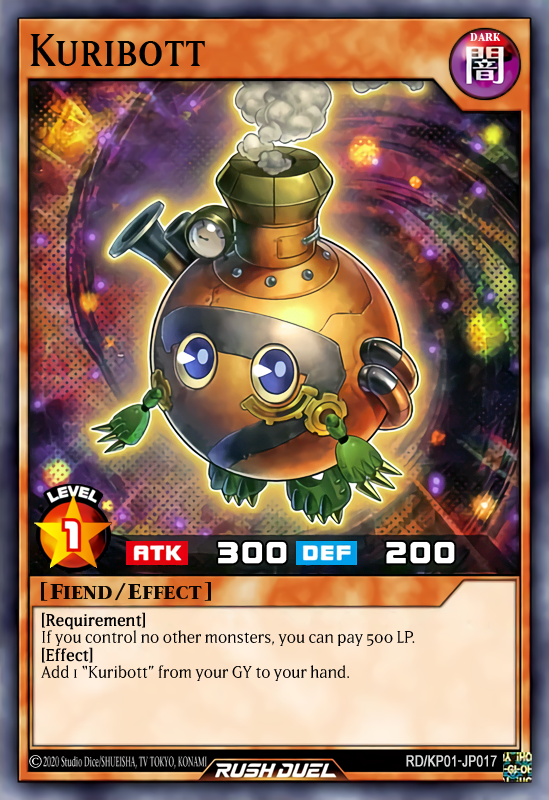 Kuribott
DARK
闇
LEVEL
1
ATK 300 DEF 200
[Fiend/Effect]
[Requirement]
If you control no other monsters, you can pay 500 LP.
[Effect]
Add 1 "Kuribott" from your GY to your hand.
©2020 Studio Dice/SHUEISHA, TV TOKYO, KONAMI
RUSH DUEL
RD/KP01-JP017